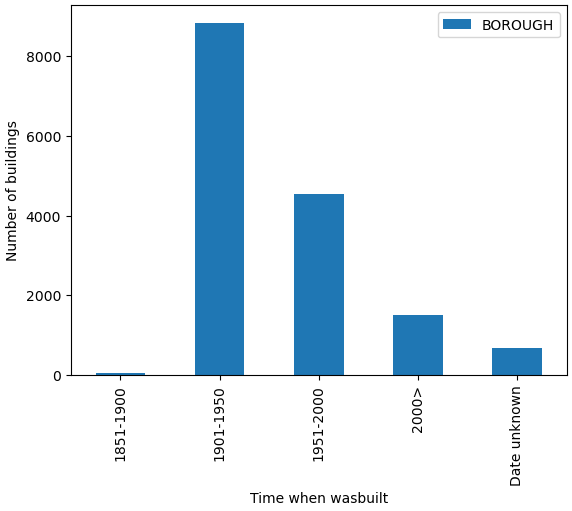 BOROUGH
8000
6000
4000
2000
0
Number of buildings
1851-1900
1901-1950
1951-2000
2000>
Date unknown
Time when wasbuilt